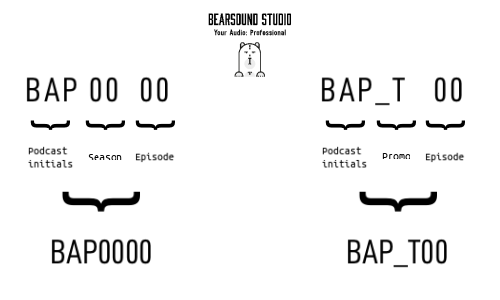 BEARSOUND STUDIO
Your Audio: Professional
BAP 00 00
Podcast
initials
Season
Episode
BAP0000
BAP_T 00
Podcast
initials
Promo
Episode
BAP_T00